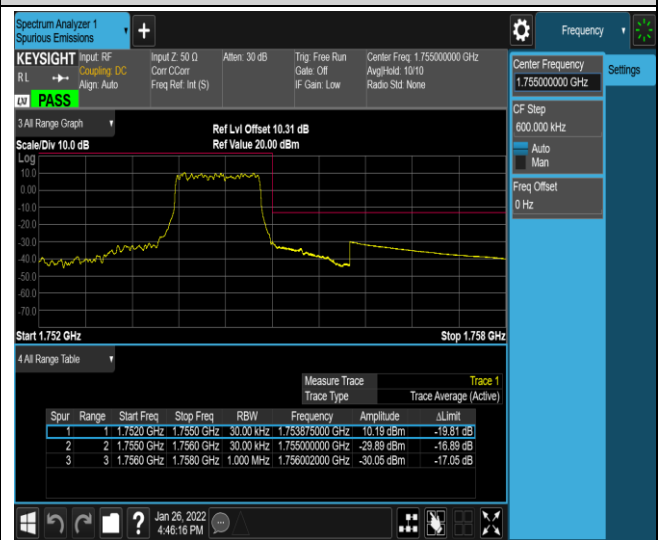 Spectrum Analyzer 1
Spurious Emissions
+
Frequency
KEYSIGHT
RL
LXI PASS
Input: RF
Coupling: DC
Align: Auto
Input Z: 50 Ω
Corr CCorr
Freq Ref: Int (S)
Atten: 30 dB
Trig: Free Run
Gate: Off
IF Gain: Low
Center Freq: 1.755000000 GHz
Avg|Hold: 10/10
Radio Std: None
Center Frequency
1.755000000 GHz
Settings
CF Step
600.000 kHz
Auto
Man
Freq Offset
0 Hz
3 All Range Graph
Scale/Div 10.0 dB
Ref Lvl Offset 10.31 dB
Ref Value 20.00 dBm
Log
10.0
0.00
-10.0
-20.0
-30.0
-40.0
-50.0
-60.0
-70.0
Start 1.752 GHz Stop 1.758 GHz
4 All Range Table
Measure Trace Trace 1
Trace Type Trace Average (Active)
Spur Range Start Freq Stop Freq RBW Frequency Amplitude ΔLimit
1 1 1.7520 GHz 1.7550 GHz 30.00 kHz 1.753875000 GHz 10.19 dBm -19.81 dB
2 2 1.7550 GHz 1.7560 GHz 30.00 kHz 1.755000000 GHz -29.89 dBm -16.89 dB
3 3 1.7560 GHz 1.7580 GHz 1.000 MHz 1.756002000 GHz -30.05 dBm -17.05 dB
?
Jan 26, 2022
4:46:16 PM